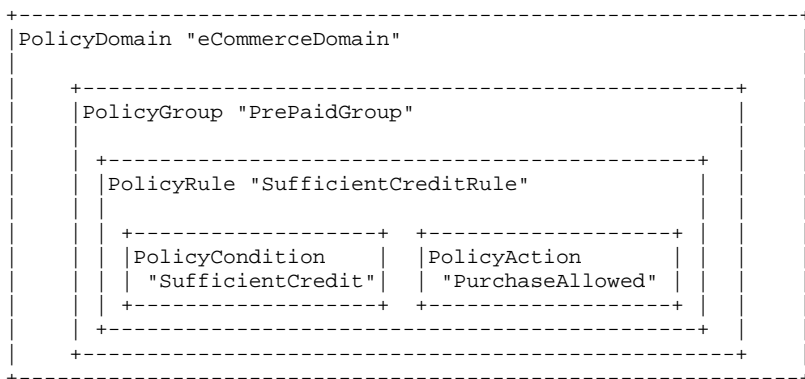 PolicyDomain "eCommerceDomain"
PolicyGroup "PrePaidGroup"
PolicyRule "SufficientCreditRule"
PolicyCondition PolicyAction
"SufficientCredit" "PurchaseAllowed"